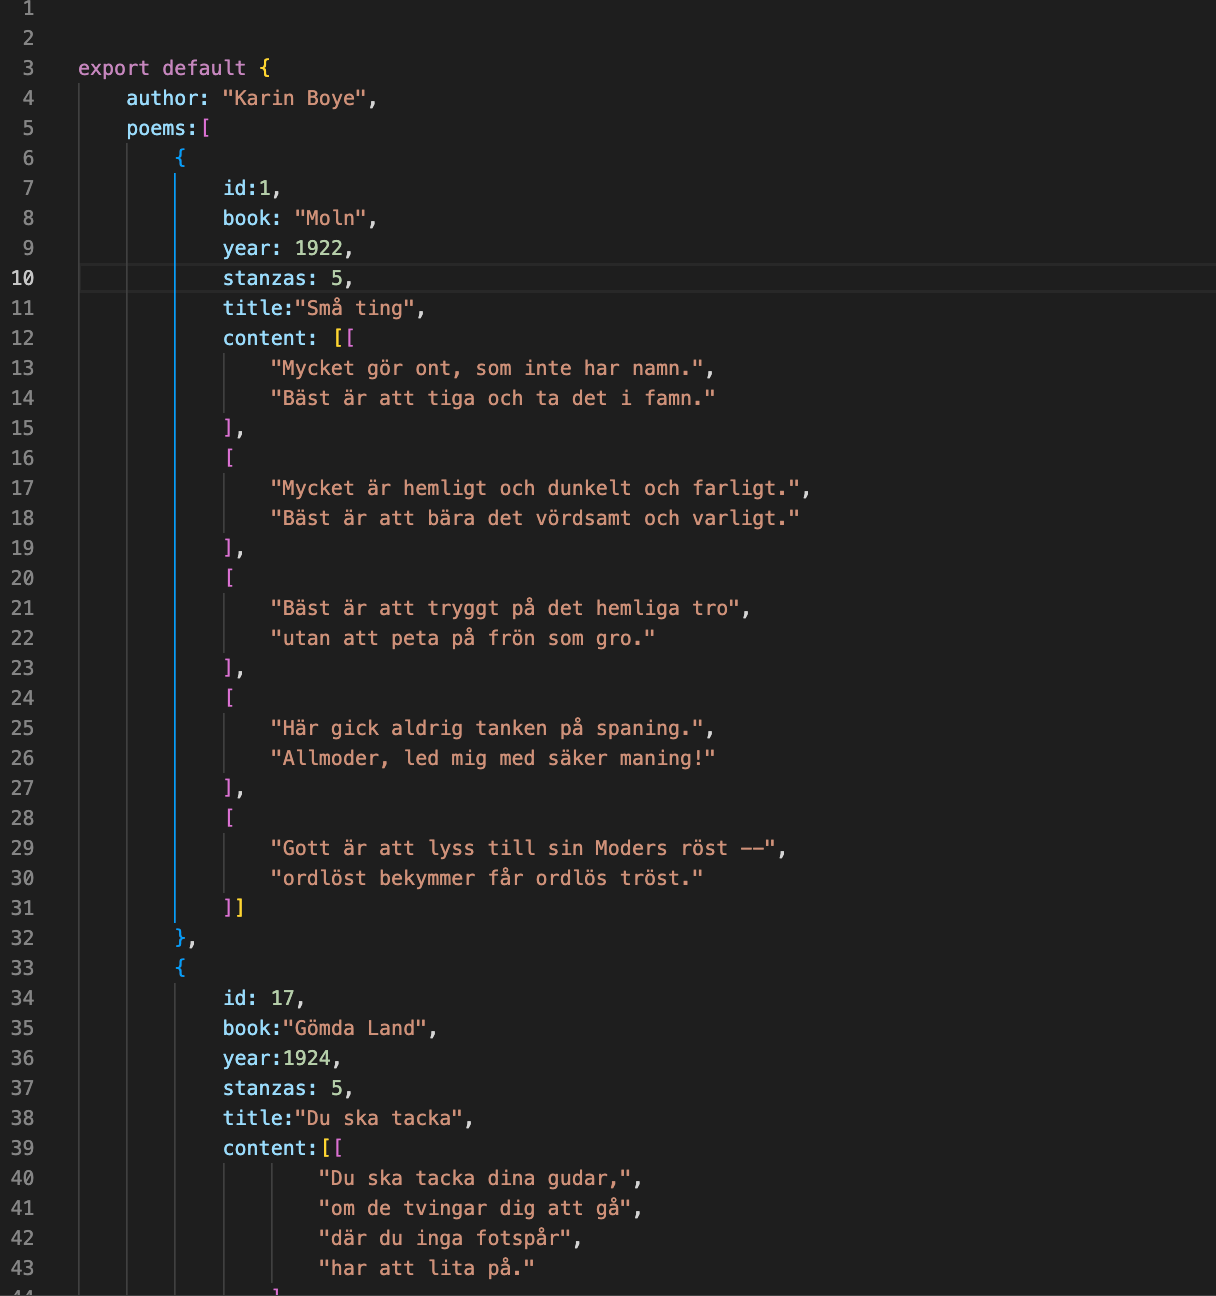 1
2
3 export default {
4 author: "Karin Boye",
5 poems:[
6 {
7 id:1,
8 book: "Moln",
9 year: 1922,
10 stanzas: 5,
11 title:"Små ting",
12 content: [[
13 "Mycket gör ont, som inte har namn.",
14 "Bäst är att tiga och ta det i famn."
15 ],
16 [
17 "Mycket är hemligt och dunkelt och farligt.",
18 "Bäst är att bära det vördsamt och varligt."
19 ],
20 [
21 "Bäst är att tryggt på det hemliga tro",
22 "utan att peta på frön som gro."
23 ],
24 [
25 "Här gick aldrig tanken på spaning.",
26 "Allmoder, led mig med säker maning!"
27 ],
28 [
29 "Gott är att lyss till sin Moders röst --",
30 "ordlöst bekymmer får ordlös tröst."
31 ]]
32 },
33 {
34 id: 17,
35 book:"Gömda Land",
36 year:1924,
37 stanzas: 5,
38 title:"Du ska tacka",
39 content:[[
40 "Du ska tacka dina gudar,",
41 "om de tvingar dig att gå",
42 "där du inga fotspår",
43 "har att lita på."
44 ]